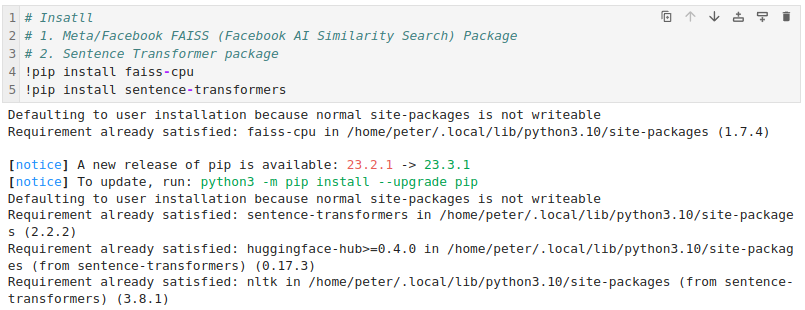 1 # Insatll
2 # 1. Meta/Facebook FAISS (Facebook AI Similarity Search) Package
3 # 2. Sentence Transformer package
4 !pip install faiss-cpu
5 !pip install sentence-transformers
Defaulting to user installation because normal site-packages is not writeable
Requirement already satisfied: faiss-cpu in /home/peter/.local/lib/python3.10/site-packages (1.7.4)
[notice] A new release of pip is available: 23.2.1 -> 23.3.1
[notice] To update, run: python3 -m pip install --upgrade pip
Defaulting to user installation because normal site-packages is not writeable
Requirement already satisfied: sentence-transformers in /home/peter/.local/lib/python3.10/site-package
s (2.2.2)
Requirement already satisfied: huggingface-hub>=0.4.0 in /home/peter/.local/lib/python3.10/site-packag
es (from sentence-transformers) (0.17.3)
Requirement already satisfied: nltk in /home/peter/.local/lib/python3.10/site-packages (from sentence-
transformers) (3.8.1)